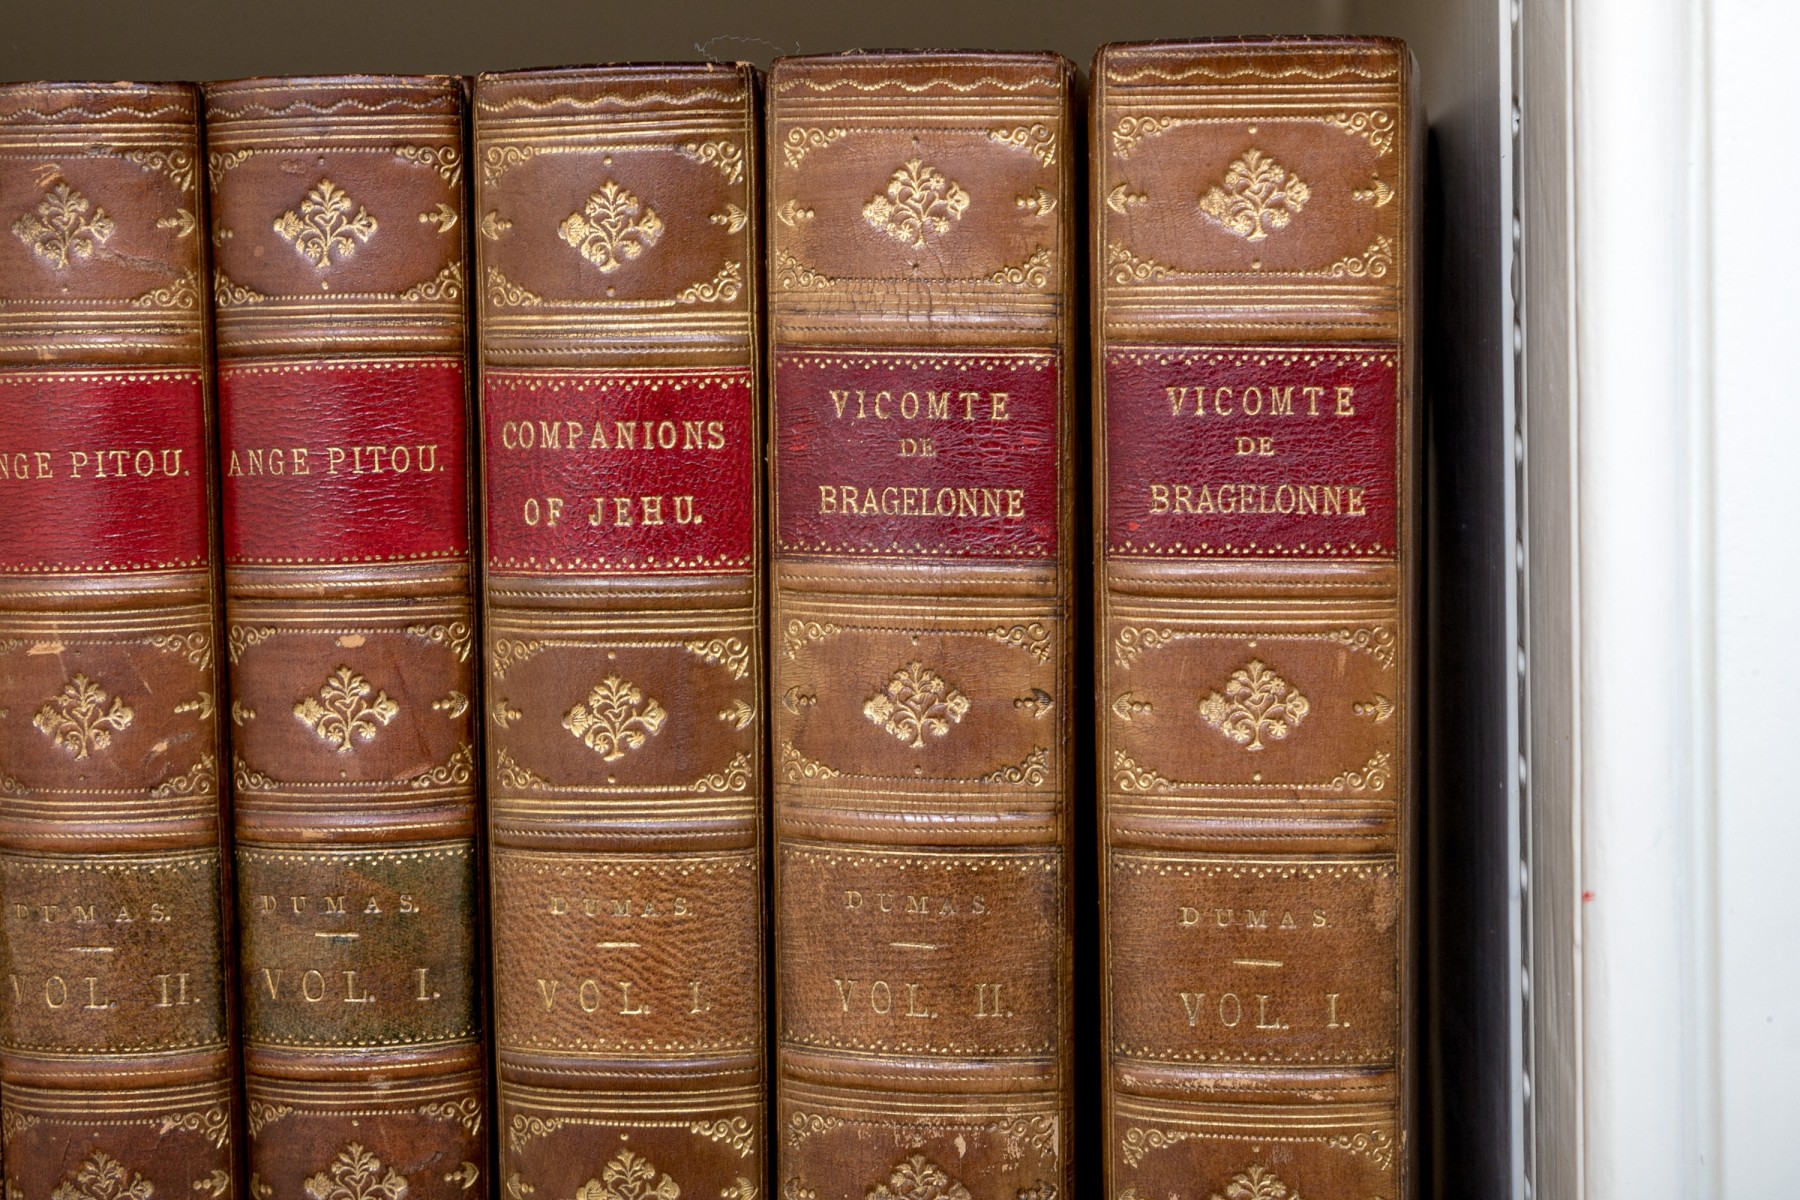 NGE PITOU.
DUMAS.
VOL. II.
ANGE PITOU.
DUMAS.
VOL. I.
COMPANIONS
OF JEHU.
DUMAS.
VOL. I.
VICOMTE
DE
BRAGELONNE
DUMAS.
VOL. II.
VICOMTE
DE
BRAGELONNE
DUMAS.
VOL. I.